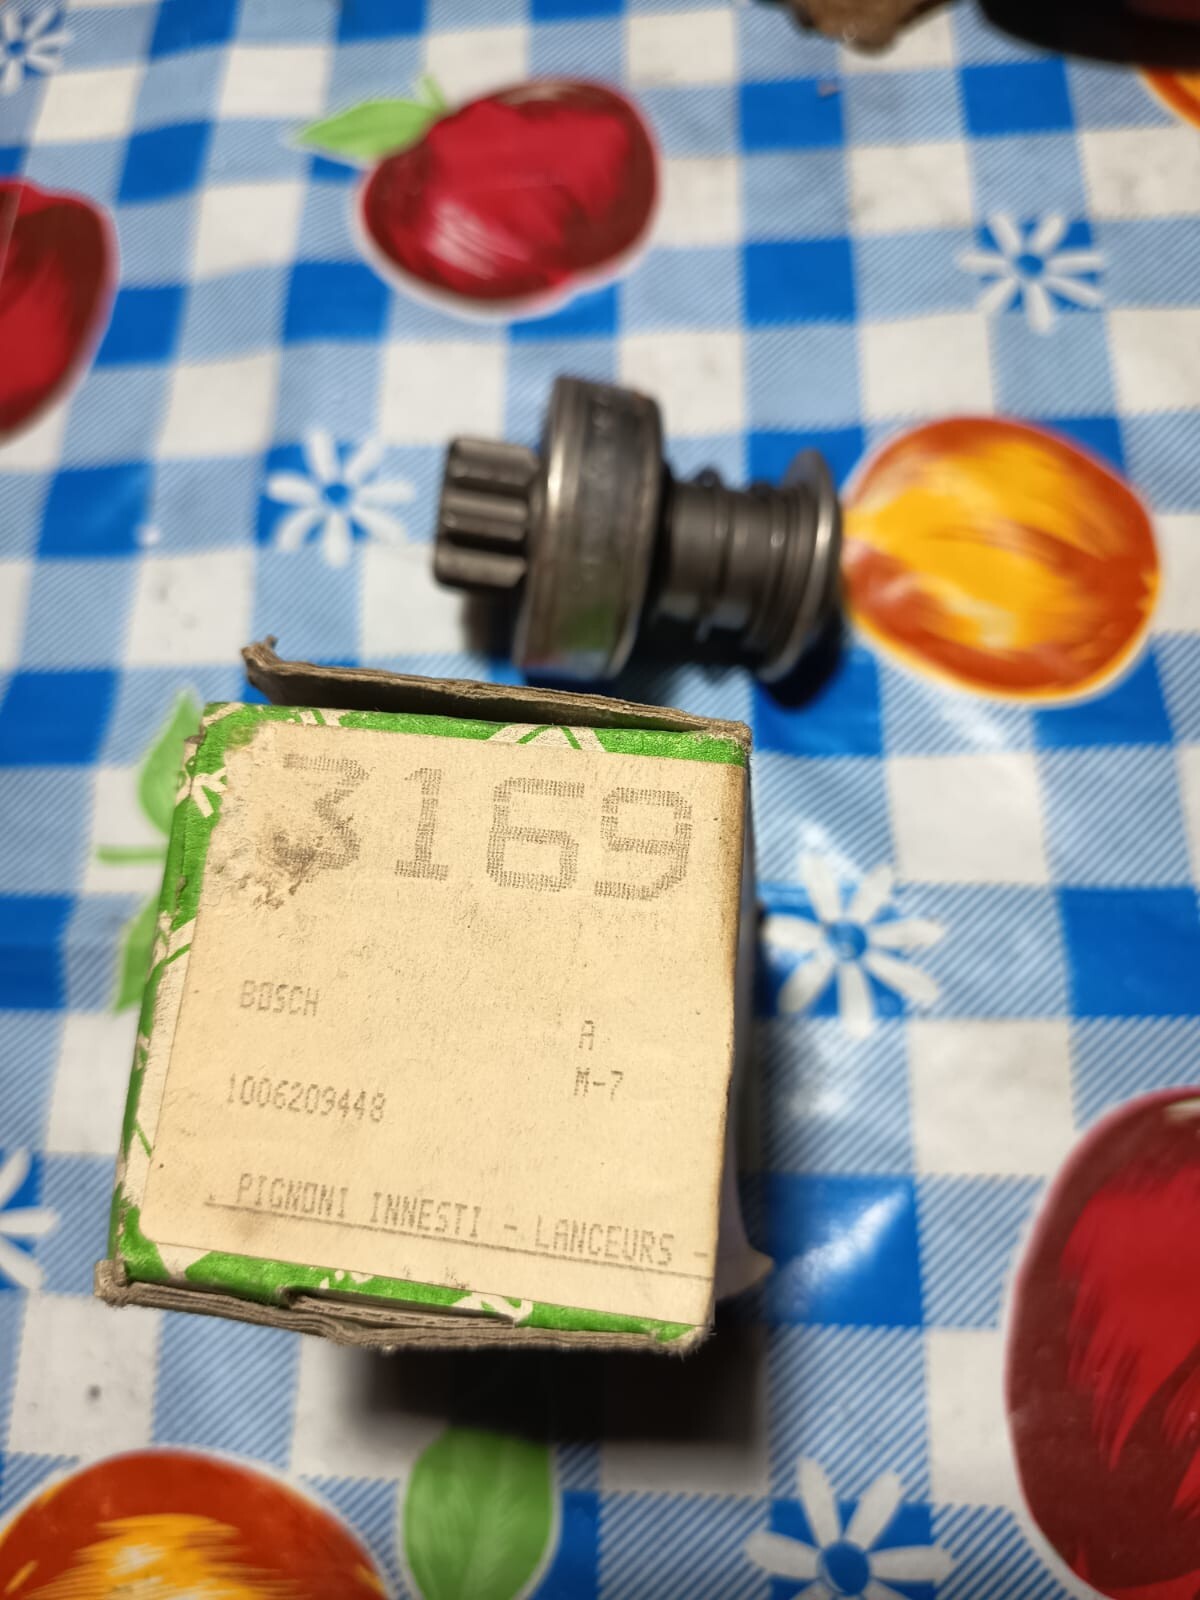 3169
BOSCH
A
M-7
1006209448
PIGNONI INNESTI - LANCEURS -